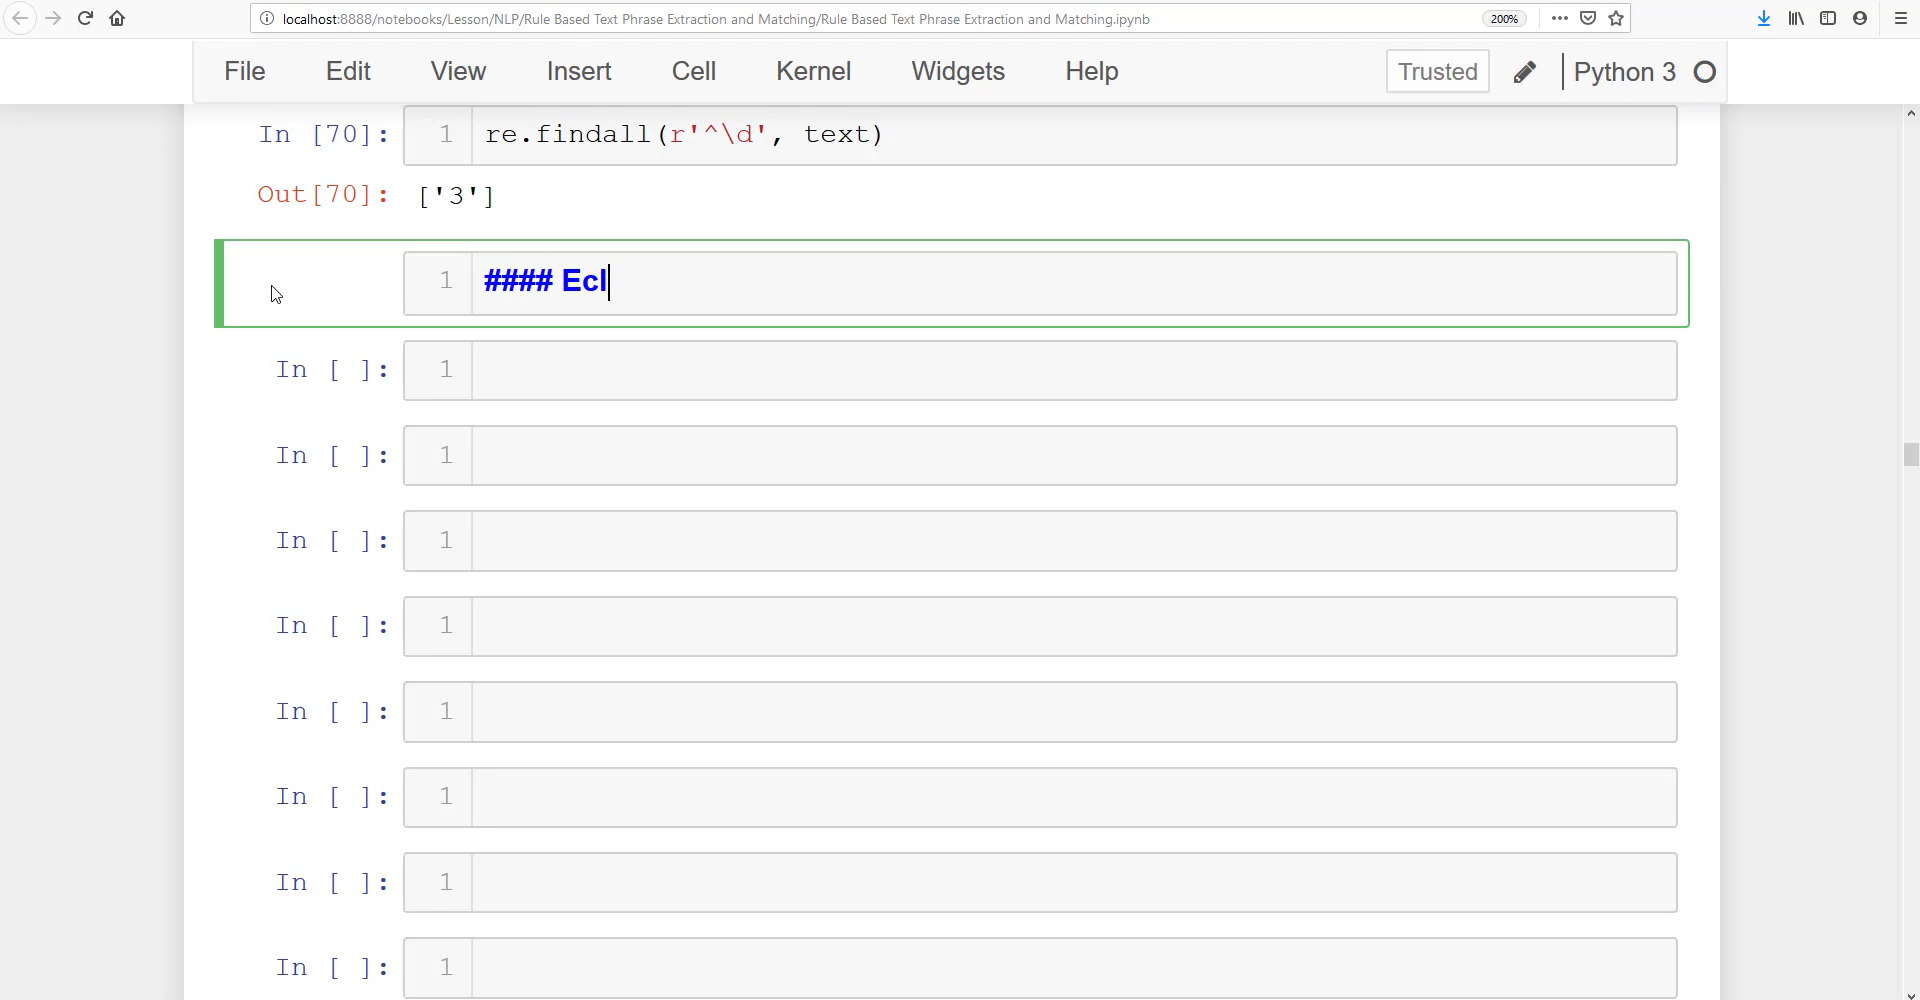 localhost:8888/notebooks/Lesson/NLP/Rule Based Text Phrase Extraction and Matching/Rule Based Text Phrase Extraction and Matching.ipynb 200%
File Edit View Insert Cell Kernel Widgets Help Trusted Python 3
In [70]: 1 re.findall(r'^\d', text)
Out[70]: ['3']
1 #### Ecl
In [ ]: 1
In [ ]: 1
In [ ]: 1
In [ ]: 1
In [ ]: 1
In [ ]: 1
In [ ]: 1
In [ ]: 1